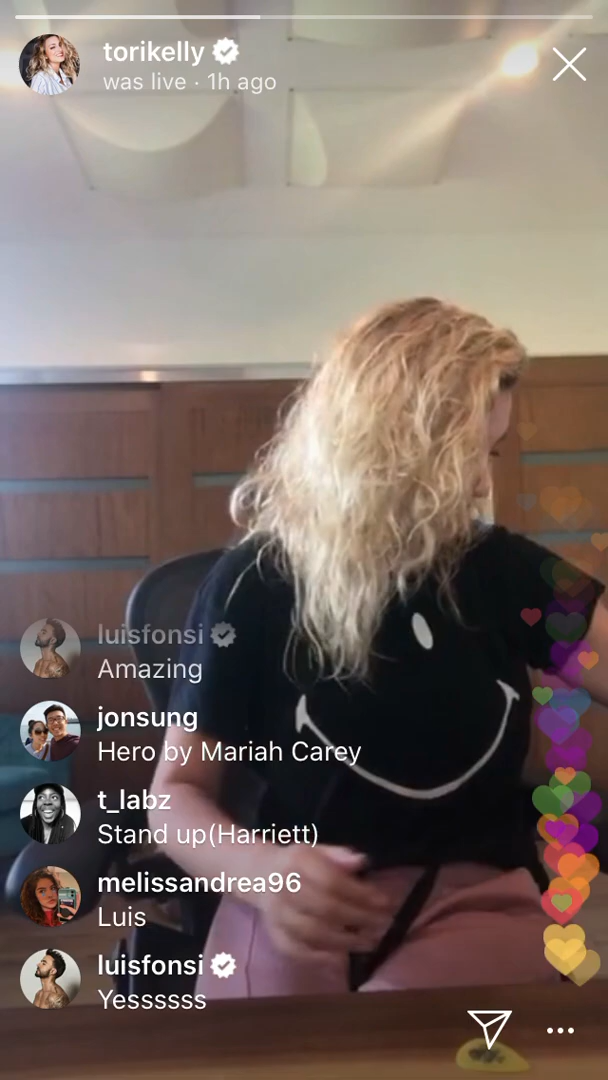 torikelly
was live · 1h ago
luisfonsi
Amazing
jonsung
Hero by Mariah Carey
t_labz
Stand up(Harriett)
melissandrea96
Luis
luisfonsi
Yessssss